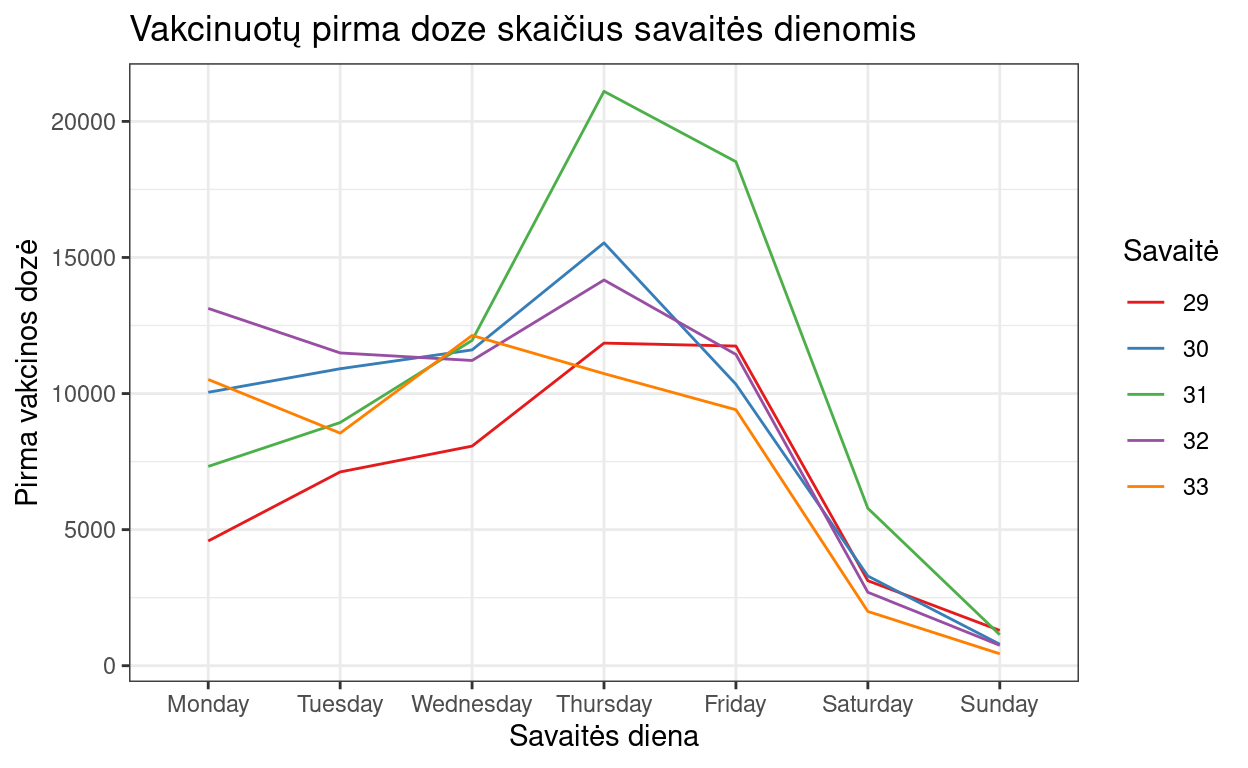 Vakcinuotų pirma doze skaičius savaitės dienomis
Pirma vakcinos dozė
20000
15000
10000
5000
0
Monday Tuesday Wednesday Thursday Friday Saturday Sunday
Savaitės diena
Savaitė
29
30
31
32
33